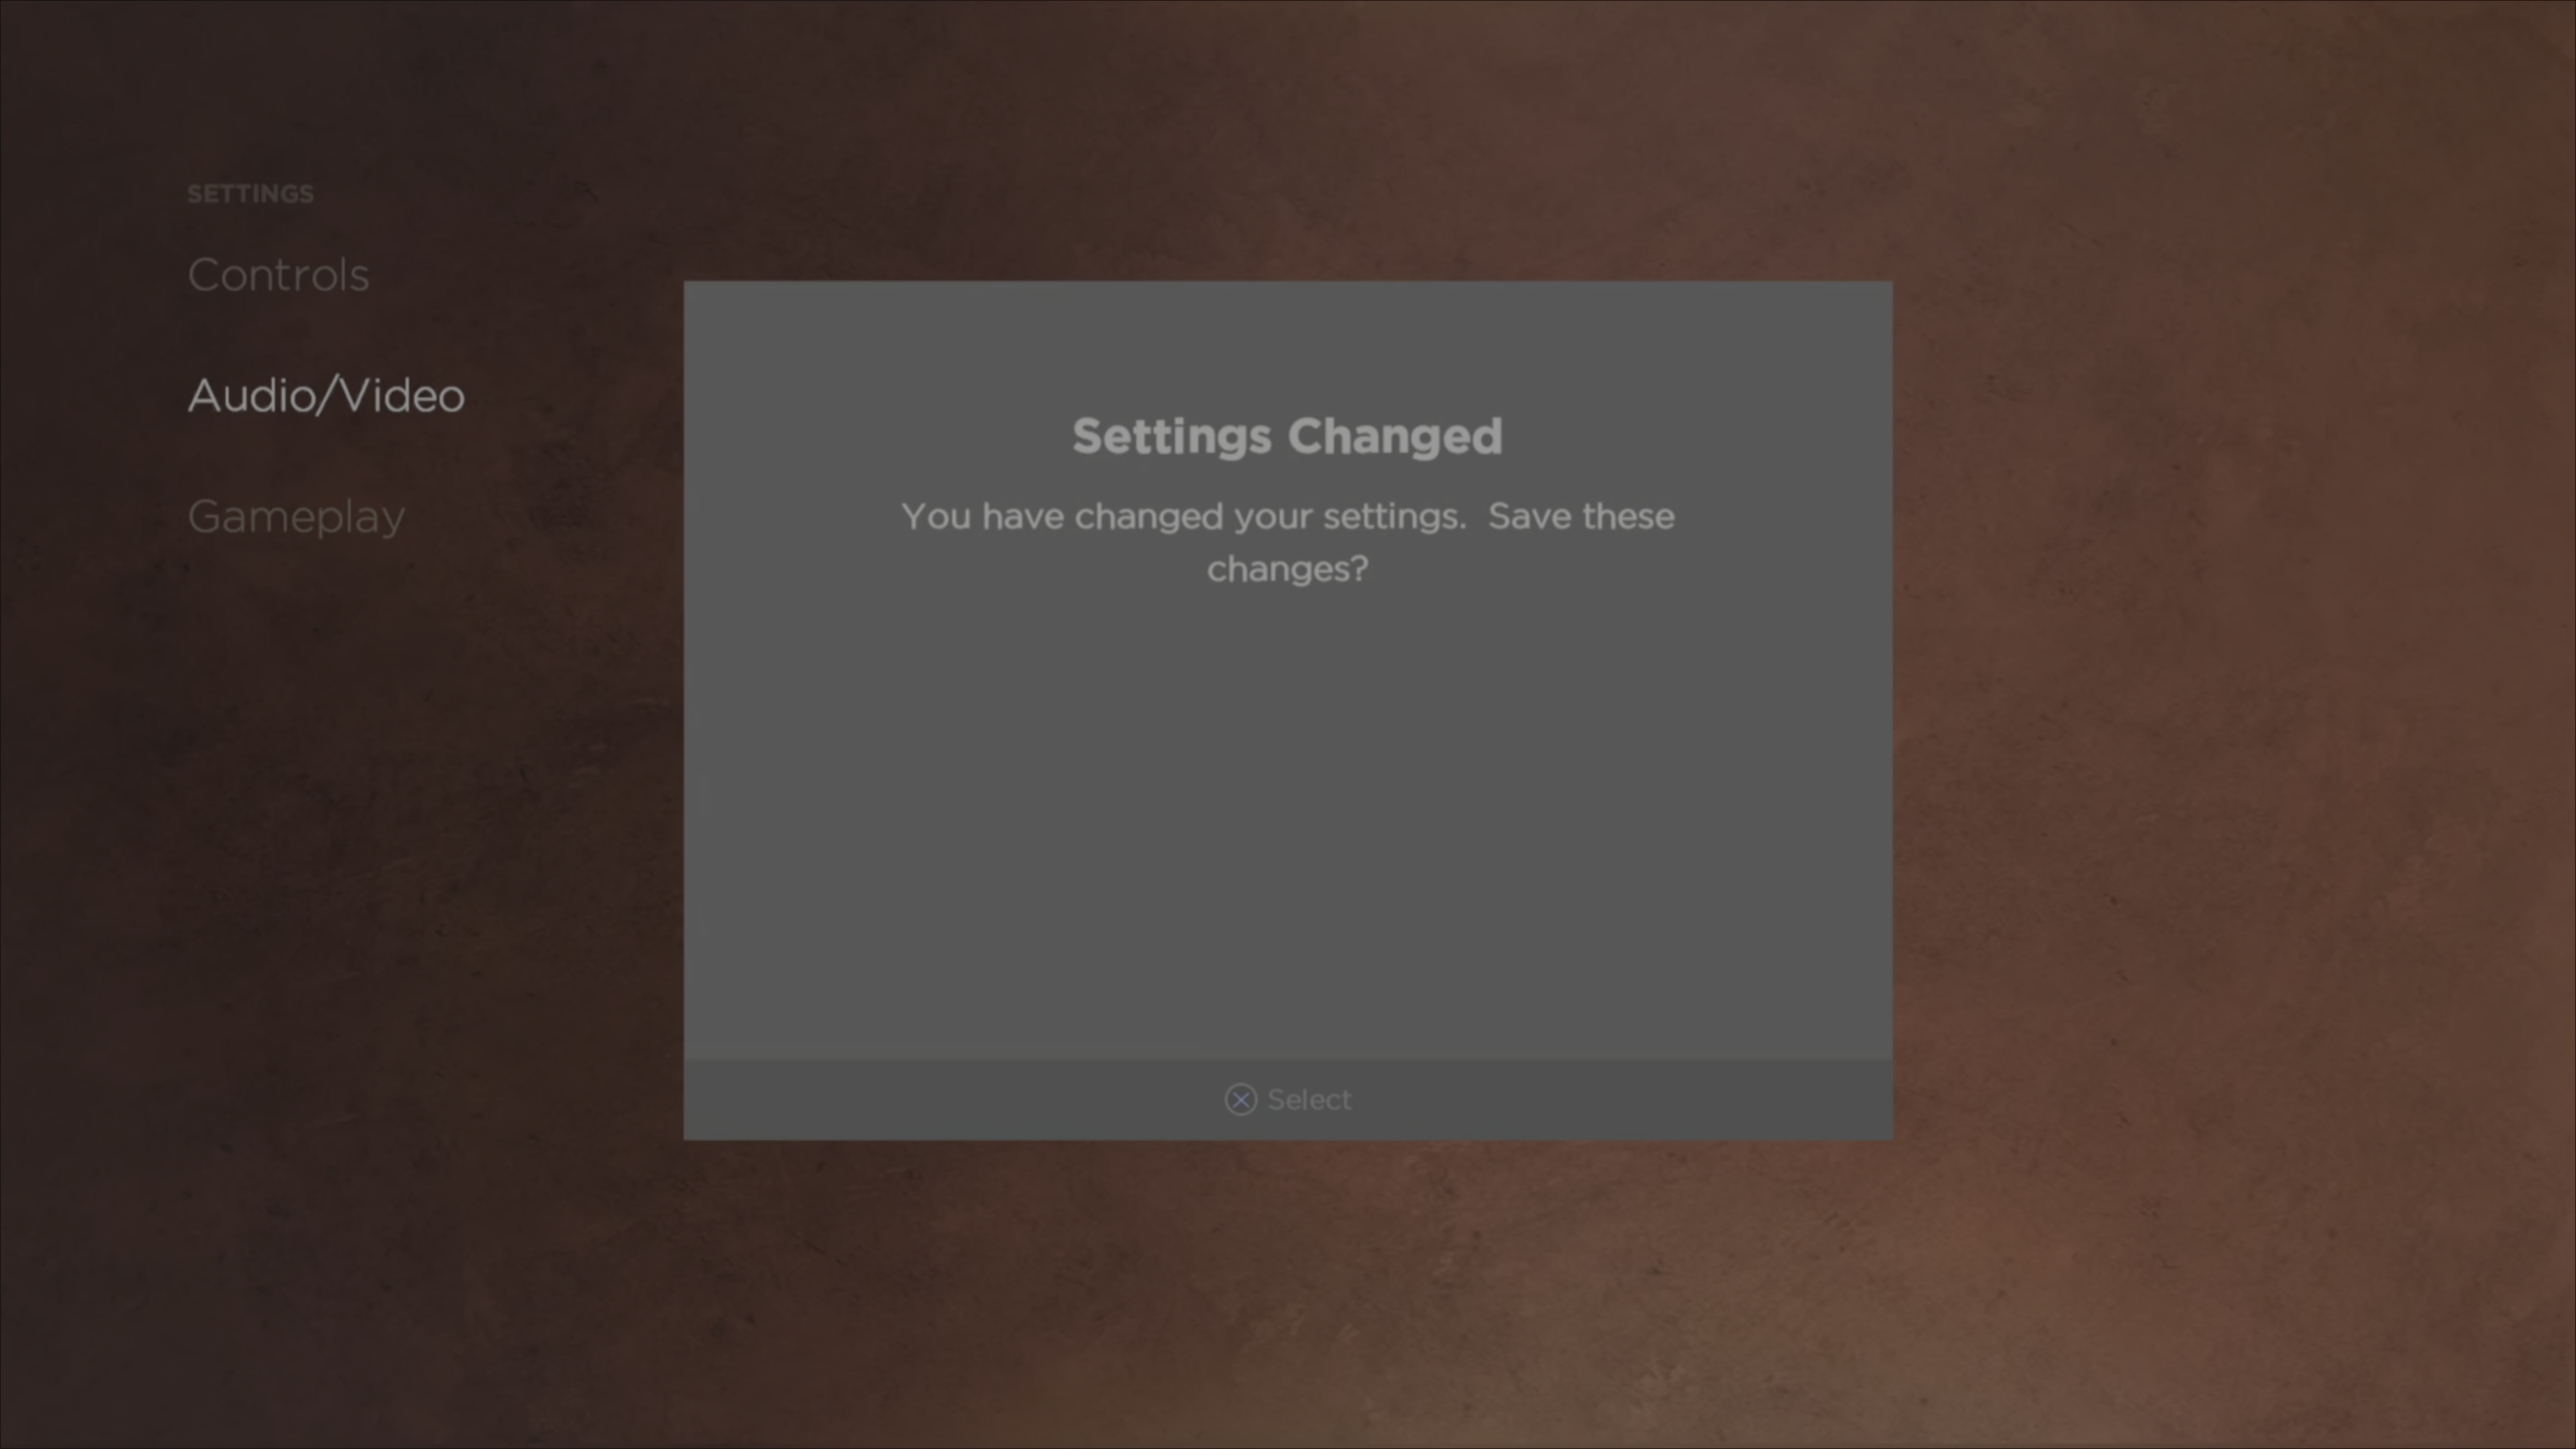 SETTINGS
Controls
Audio/Video
Gameplay
Settings Changed
You have changed your settings.  Save these
changes?
Select